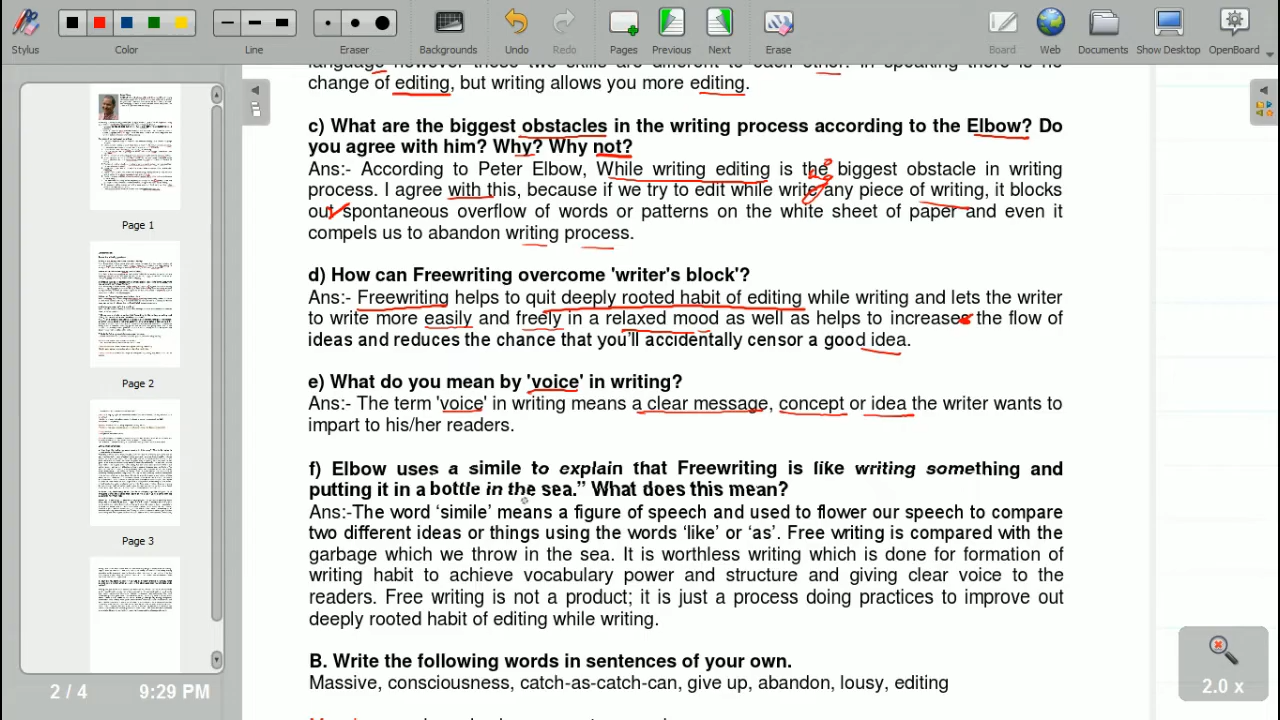 Stylus
Color
Line
Eraser
Backgrounds
Undo
Redo
Pages
Previous
Next
Erase
Board
Web
Documents
Show Desktop
OpenBoard
Page 1
Page 2
Page 3
2 / 4
9:29 PM
change of editing, but writing allows you more editing.
c) What are the biggest obstacles in the writing process according to the Elbow? Do
you agree with him? Why? Why not?
Ans:- According to Peter Elbow, While writing editing is the biggest obstacle in writing
process. I agree with this, because if we try to edit while write any piece of writing, it blocks
out spontaneous overflow of words or patterns on the white sheet of paper and even it
compels us to abandon writing process.
d) How can Freewriting overcome 'writer's block'?
Ans:- Freewriting helps to quit deeply rooted habit of editing while writing and lets the writer
to write more easily and freely in a relaxed mood as well as helps to increases the flow of
ideas and reduces the chance that you'll accidentally censor a good idea.
e) What do you mean by 'voice' in writing?
Ans:- The term 'voice' in writing means a clear message, concept or idea the writer wants to
impart to his/her readers.
f) Elbow uses a simile to explain that Freewriting is like writing something and
putting it in a bottle in the sea.” What does this mean?
Ans:-The word ‘simile’ means a figure of speech and used to flower our speech to compare
two different ideas or things using the words ‘like’ or ‘as’. Free writing is compared with the
garbage which we throw in the sea. It is worthless writing which is done for formation of
writing habit to achieve vocabulary power and structure and giving clear voice to the
readers. Free writing is not a product; it is just a process doing practices to improve out
deeply rooted habit of editing while writing.
B. Write the following words in sentences of your own.
Massive, consciousness, catch-as-catch-can, give up, abandon, lousy, editing
2.0 x